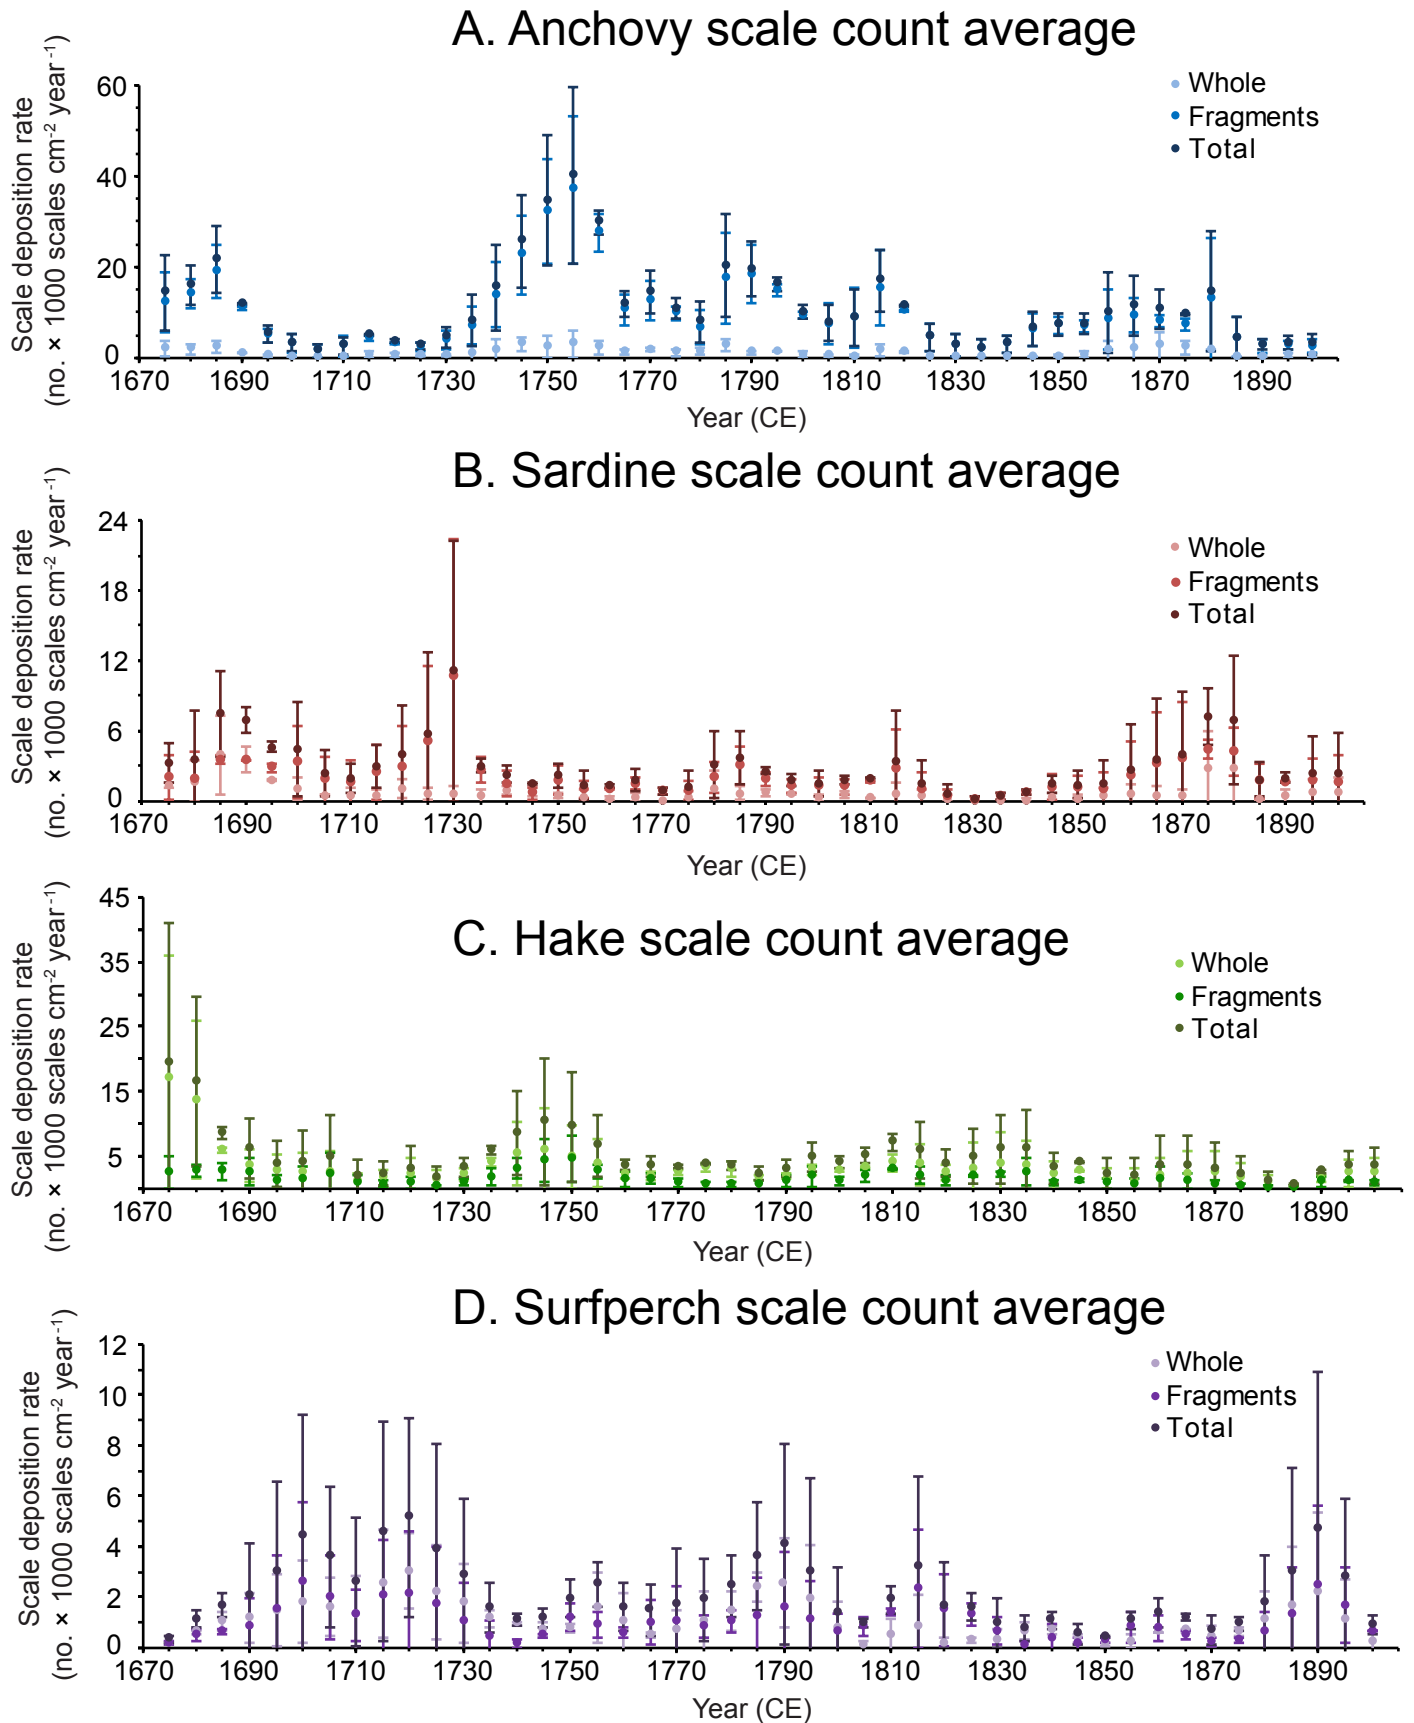 A. Anchovy scale count average
Scale deposition rate
(no. × 1000 scales cm-2 year-1)
60
40
20
0
Whole
Fragments
Total
1670 1690 1710 1730 1750 1770 1790 1810 1830 1850 1870 1890
Year (CE)
B. Sardine scale count average
Scale deposition rate
(no. × 1000 scales cm-2 year-1)
24
18
12
6
0
Whole
Fragments
Total
1670 1690 1710 1730 1750 1770 1790 1810 1830 1850 1870 1890
Year (CE)
C. Hake scale count average
Scale deposition rate
(no. × 1000 scales cm-2 year-1)
45
35
25
15
5
Whole
Fragments
Total
1670 1690 1710 1730 1750 1770 1790 1810 1830 1850 1870 1890
Year (CE)
D. Surfperch scale count average
Scale deposition rate
(no. × 1000 scales cm-2 year-1)
12
10
8
6
4
2
0
Whole
Fragments
Total
1670 1690 1710 1730 1750 1770 1790 1810 1830 1850 1870 1890
Year (CE)